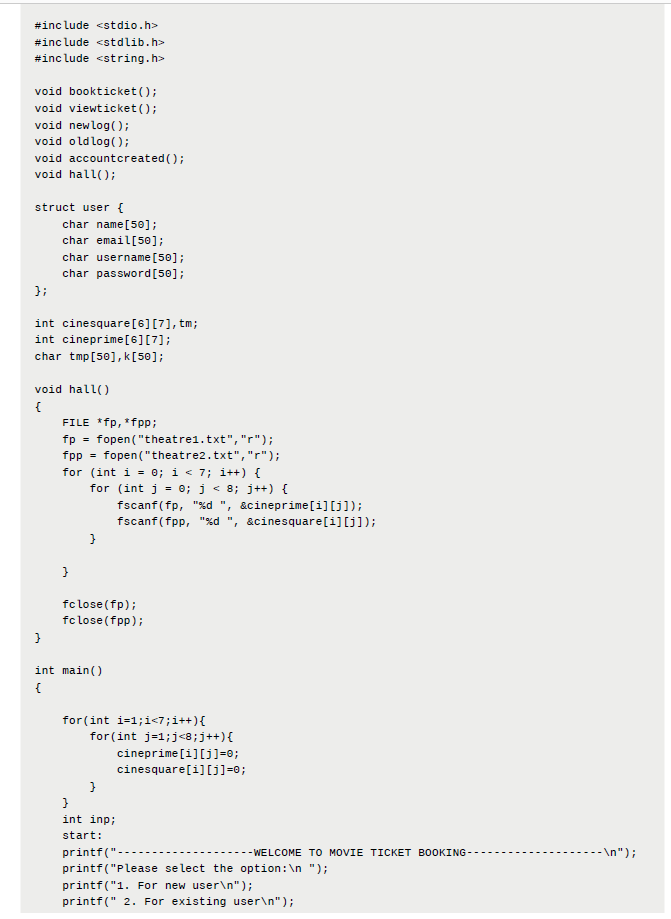 #include <stdio.h>
#include <stdlib.h>
#include <string.h>

void bookticket();
void viewticket();
void newlog();
void oldlog();
void accountcreated();
void hall();

struct user {
    char name[50];
    char email[50];
    char username[50];
    char password[50];
};

int cinesquare[6][7],tm;
int cineprime[6][7];
char tmp[50],k[50];

void hall()
{
    FILE *fp,*fpp;
    fp = fopen("theatre1.txt","r");
    fpp = fopen("theatre2.txt","r");
    for (int i = 0; i < 7; i++) {
        for (int j = 0; j < 8; j++) {
            fscanf(fp, "%d ", &cineprime[i][j]);
            fscanf(fpp, "%d ", &cinesquare[i][j]);
        }

    }

    fclose(fp);
    fclose(fpp);
}

int main()
{

    for(int i=1;i<7;i++){
        for(int j=1;j<8;j++){
            cineprime[i][j]=0;
            cinesquare[i][j]=0;
        }
    }
    int inp;
    start:
    printf("--------------------WELCOME TO MOVIE TICKET BOOKING--------------------\n");
    printf("Please select the option:\n ");
    printf("1. For new user\n");
    printf(" 2. For existing user\n");